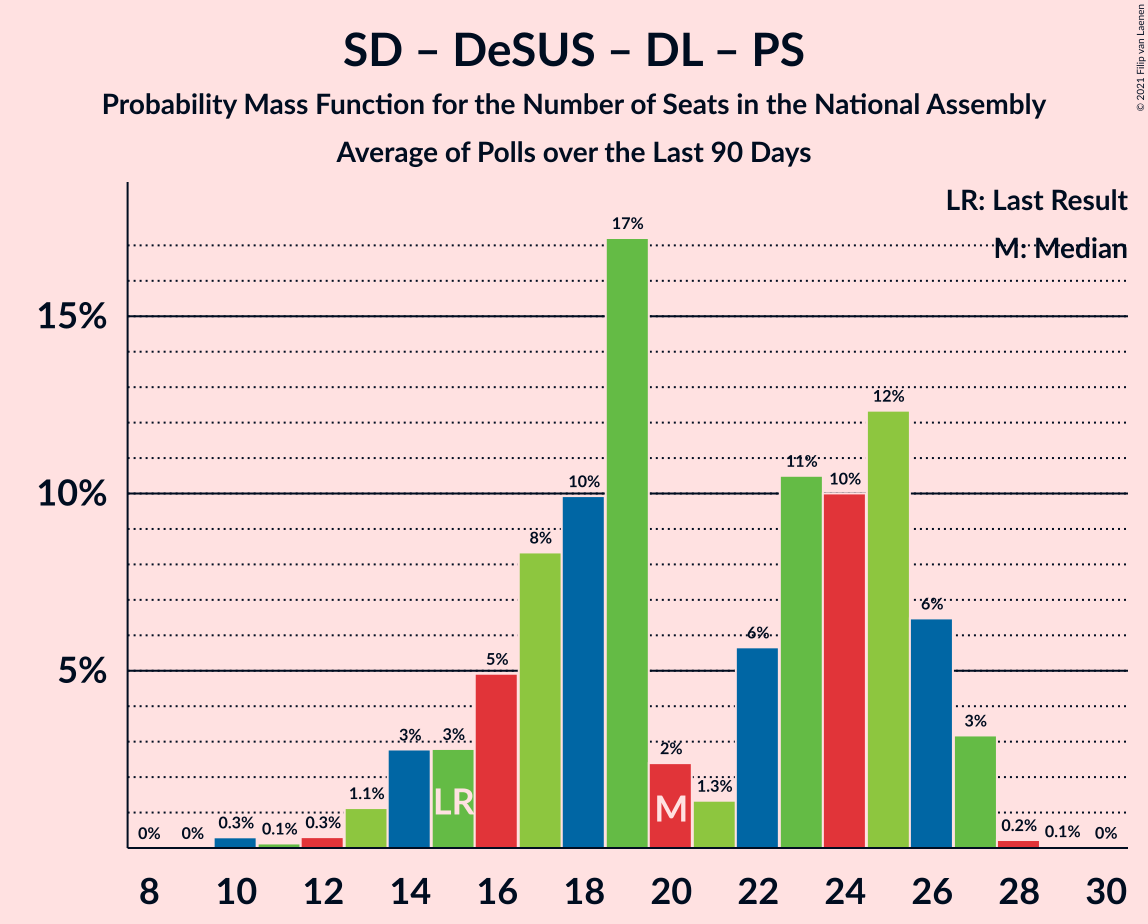 SD – DeSUS – DL – PS
Probability Mass Function for the Number of Seats in the National Assembly
Average of Polls over the Last 90 Days
© 2021 Filip van Laenen
LR: Last Result
M: Median
15%
10%
5%
0%
0%
0.3%
0.1%
0.3%
1.1%
3%
3%
5%
8%
10%
17%
2%
1.3%
6%
11%
10%
12%
6%
3%
0.2%
0.1%
0%
LR
M
8 10 12 14 16 18 20 22 24 26 28 30